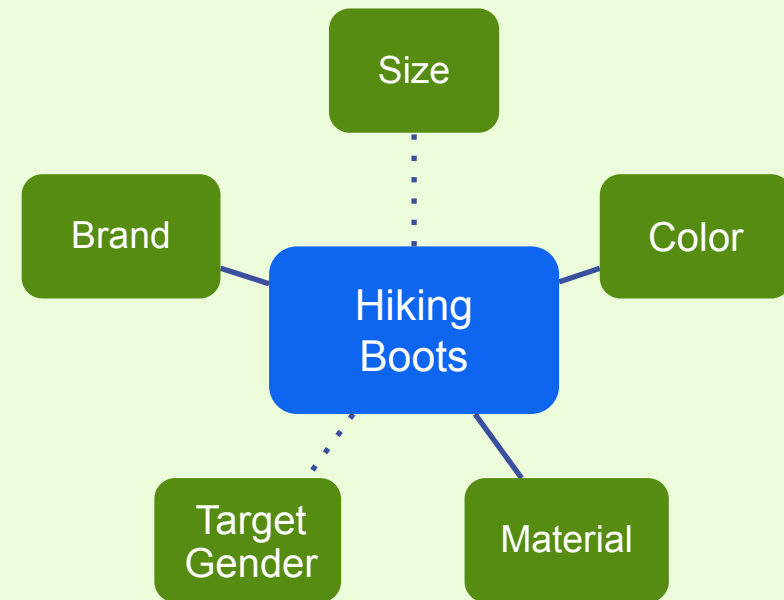 Size
Brand
Color
Hiking
Boots
Target
Gender
Material